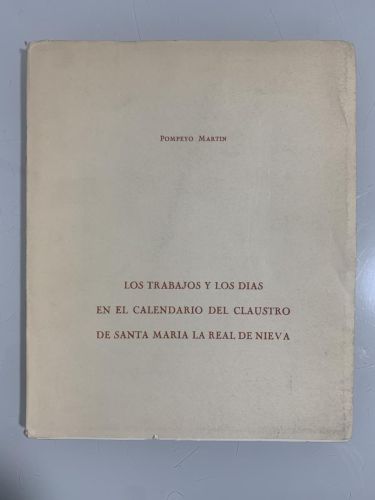 POMPEYO MARTIN
LOS TRABAJOS Y LOS DIAS
EN EL CALENDARIO DEL CLAUSTRO
DE SANTA MARIA LA REAL DE NIEVA